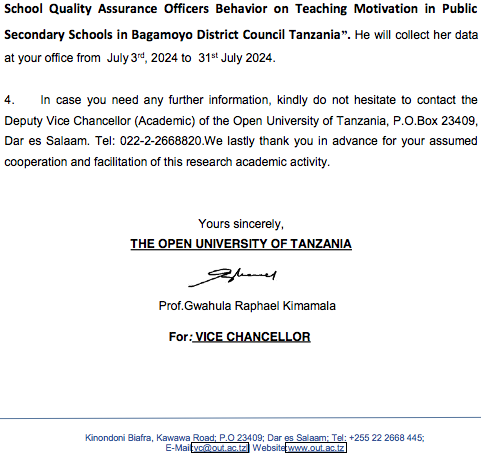 School Quality Assurance Officers Behavior on Teaching Motivation in Public
Secondary Schools in Bagamoyo District Council Tanzania”. He will collect her data
at your office from July 3rd, 2024 to 31st July 2024.
4. In case you need any further information, kindly do not hesitate to contact the
Deputy Vice Chancellor (Academic) of the Open University of Tanzania, P.O.Box 23409,
Dar es Salaam. Tel: 022-2-2668820.We lastly thank you in advance for your assumed
cooperation and facilitation of this research academic activity.
Yours sincerely,
THE OPEN UNIVERSITY OF TANZANIA
Prof.Gwahula Raphael Kimamala
For: VICE CHANCELLOR
Kinondoni Biafra, Kawawa Road; P.O 23409; Dar es Salaam; Tel: +255 22 2668 445;
E-Mail:vc@out.ac.tz| Website:www.out.ac.tz